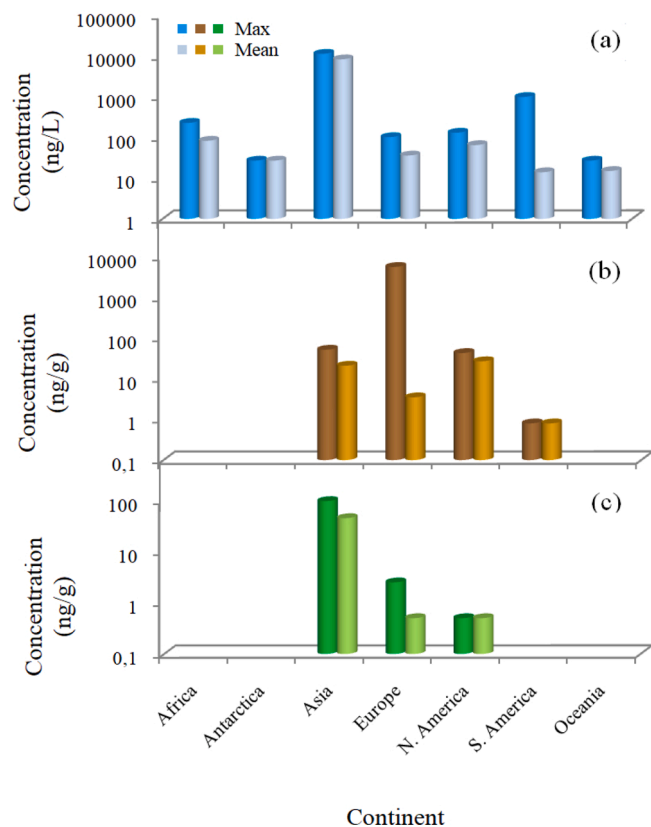 100000
10000
1000
100
10
1
Concentration
(ng/L)
Max
Mean
(a)
10000
1000
100
10
1
0,1
Concentration
(ng/g)
(b)
100
10
1
0,1
Concentration
(ng/g)
(c)
Africa
Antarctica
Asia
Europe
N. America
S. America
Oceania
Continent